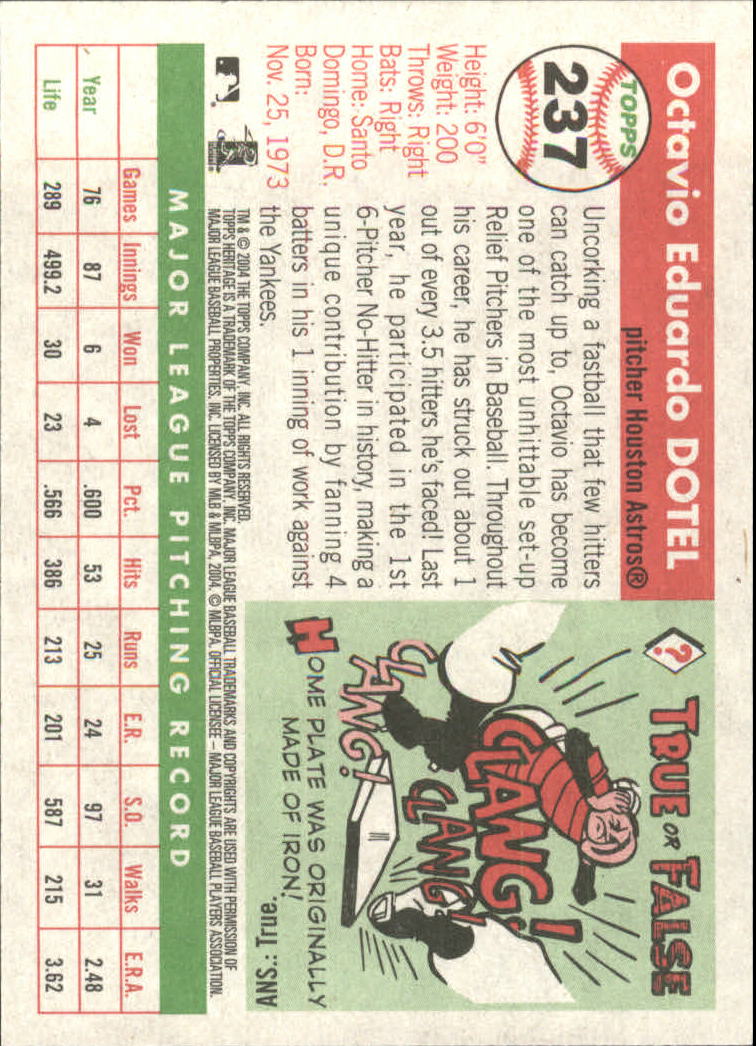 Octavio Eduardo DOTEL
pitcher Houston Astros®
TOPPS
237
Height: 6'0"
Weight: 200
Throws: Right
Bats: Right
Home: Santo
Domingo, D.R.
Born:
Nov. 25, 1973
Uncorking a fastball that few hitters
can catch up to, Octavio has become
one of the most unhittable set-up
Relief Pitchers in Baseball. Throughout
his career, he has struck out about 1
out of every 3.5 hitters he's faced! Last
year, he participated in the 1st
6-Pitcher No-Hitter in history, making a
unique contribution by fanning 4
batters in his 1 inning of work against
the Yankees.
? TRUE OR FALSE
CLANG!
CLANG!
CLANG!
HOME PLATE WAS ORIGINALLY
MADE OF IRON!
ANS.: True.
TM & © 2004 THE TOPPS COMPANY, INC. ALL RIGHTS RESERVED.
TOPPS HERITAGE IS A TRADEMARK OF THE TOPPS COMPANY, INC. MAJOR LEAGUE BASEBALL TRADEMARKS AND COPYRIGHTS ARE USED WITH PERMISSION OF
MAJOR LEAGUE BASEBALL PROPERTIES, INC. LICENSED BY MLB & MLBPA, 2004. © MLBPA, OFFICIAL LICENSEE – MAJOR LEAGUE BASEBALL PLAYERS ASSOCIATION.
MAJOR LEAGUE PITCHING RECORD
Games Innings Won Lost Pct. Hits Runs E.R. S.O. Walks E.R.A.
Year 76 87 6 4 .600 53 25 24 97 31 2.48
Life 289 499.2 30 23 .566 386 213 201 587 215 3.62